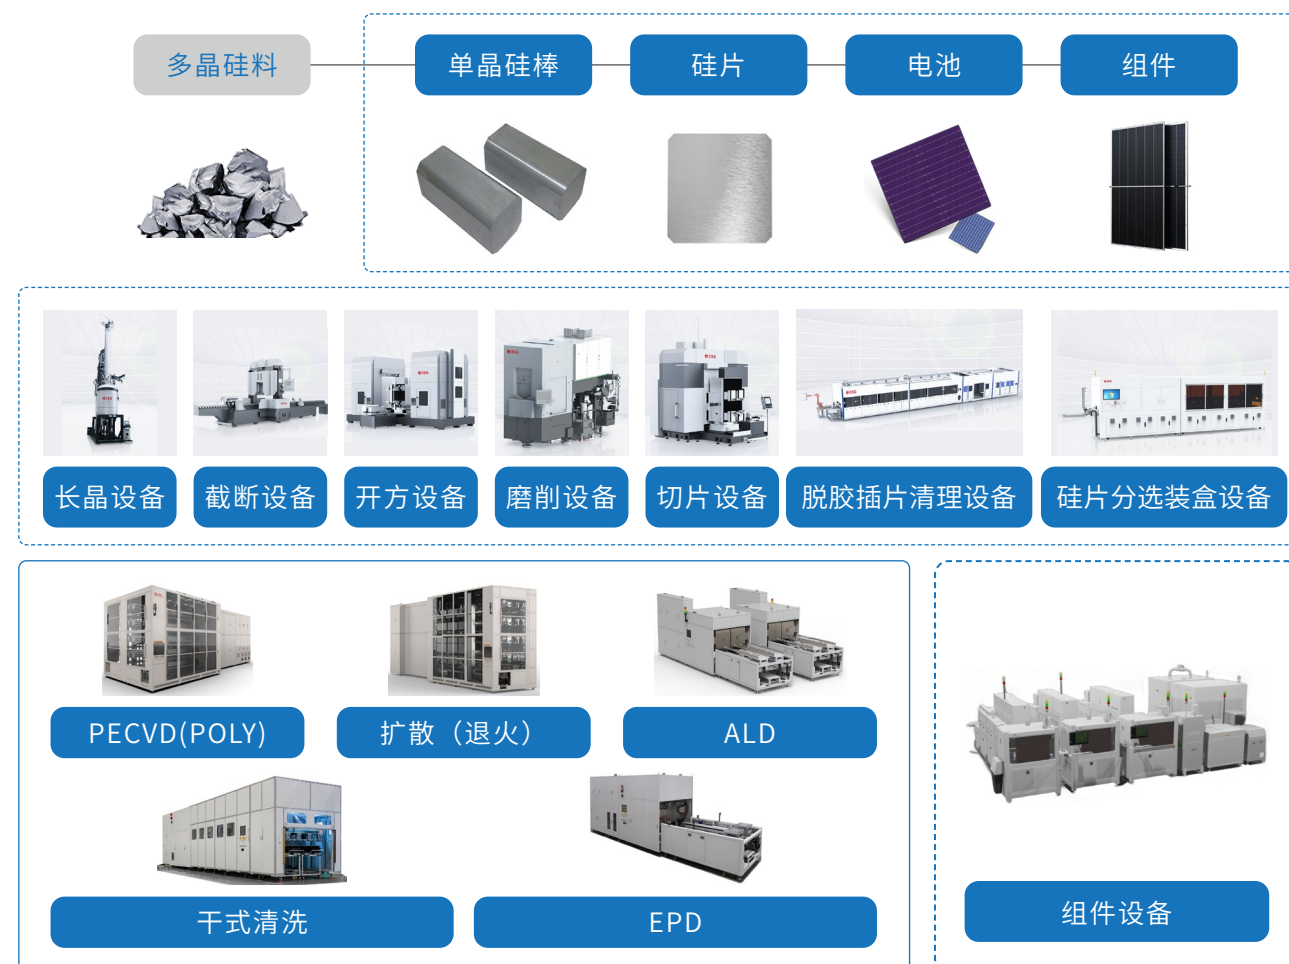 多晶硅料
单晶硅棒
硅片
电池
组件
长晶设备
截断设备
开方设备
磨削设备
切片设备
脱胶插片清理设备
硅片分选装盒设备
PECVD(POLY)
扩散（退火）
ALD
干式清洗
EPD
组件设备